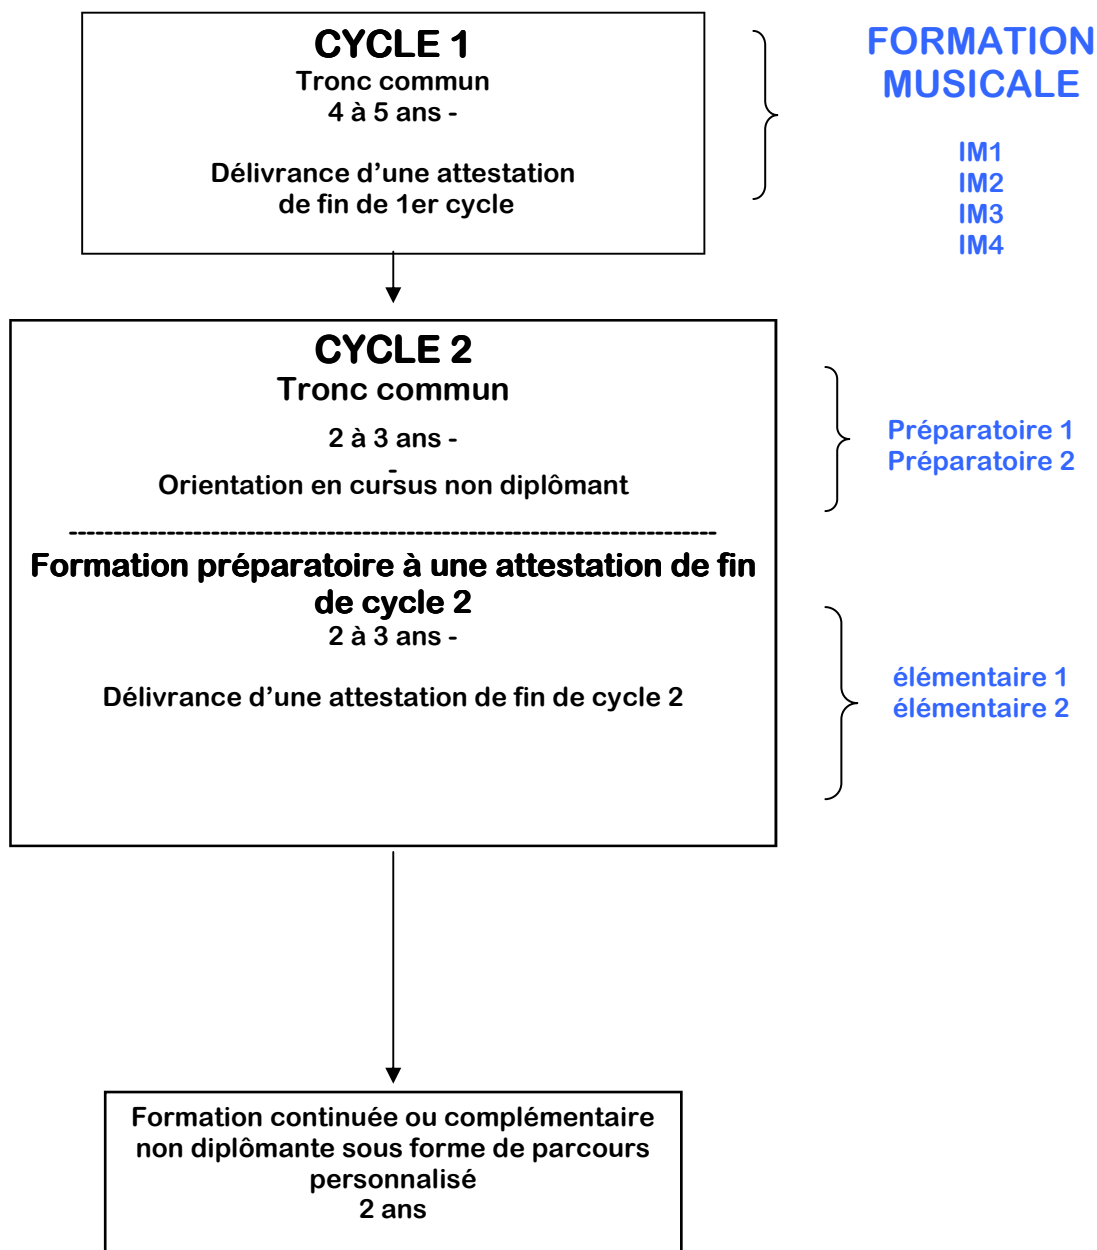 CYCLE 1
Tronc commun
4 à 5 ans -
Délivrance d’une attestation
de fin de 1er cycle
FORMATION
MUSICALE
IM1
IM2
IM3
IM4
CYCLE 2
Tronc commun
2 à 3 ans -
-
Orientation en cursus non diplômant
Préparatoire 1
Préparatoire 2
-------------------------------------------------------------------------
Formation préparatoire à une attestation de fin
de cycle 2
2 à 3 ans -
Délivrance d’une attestation de fin de cycle 2
élémentaire 1
élémentaire 2
Formation continuée ou complémentaire
non diplômante sous forme de parcours
personnalisé
2 ans